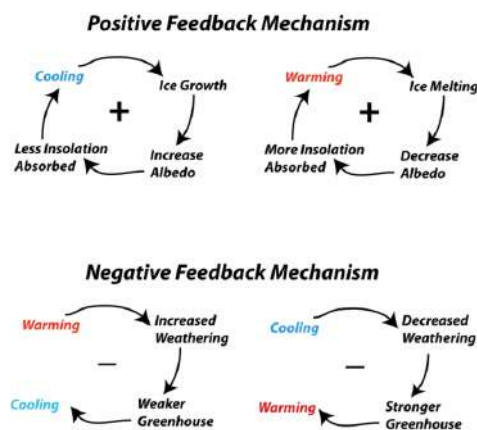 Positive Feedback Mechanism
Cooling
Ice Growth
+
Less Insolation
Absorbed
Increase
Albedo
Warming
Ice Melting
+
More Insolation
Absorbed
Decrease
Albedo
Negative Feedback Mechanism
Warming
Increased
Weathering
–
Cooling
Weaker
Greenhouse
Cooling
Decreased
Weathering
–
Warming
Stronger
Greenhouse